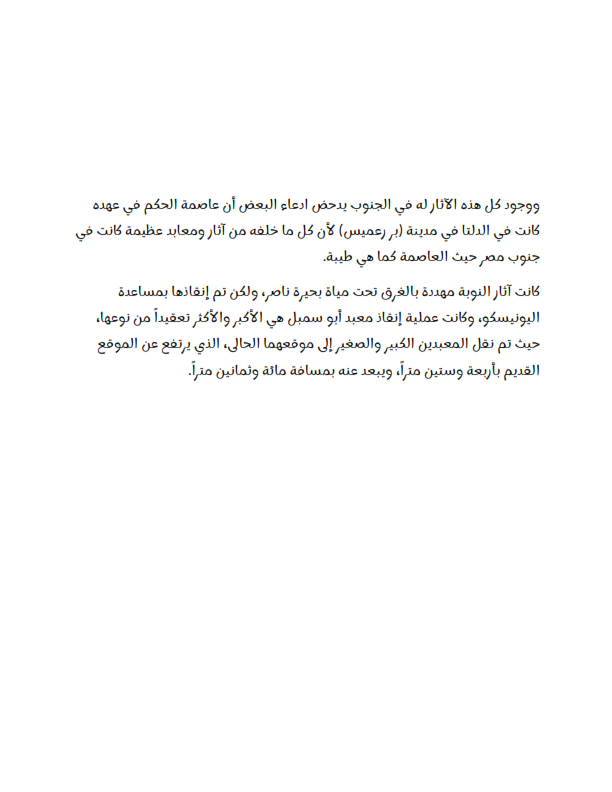 ووجود كل هذه الآثار له في الجنوب يدحض ادعاء البعض أن عاصمة الحكم في عهده
كانت في الدلتا في مدينة (بر رعميس) لأن كل ما خلفه من آثار ومعابد عظيمة كانت في
جنوب مصر حيث العاصمة كما هي طيبة.
كانت آثار النوبة مهددة بالغرق تحت مياة بحيرة ناصر، ولكن تم إنقاذها بمساعدة
اليونيسكو، وكانت عملية إنقاذ معبد أبو سمبل هي الأكبر والأكثر تعقيداً من نوعها،
حيث تم نقل المعبدين الكبير والصغير إلى موقعهما الحالى، الذي يرتفع عن الموقع
القديم بأربعة وستين متراً، ويبعد عنه بمسافة مائة وثمانين متراً.